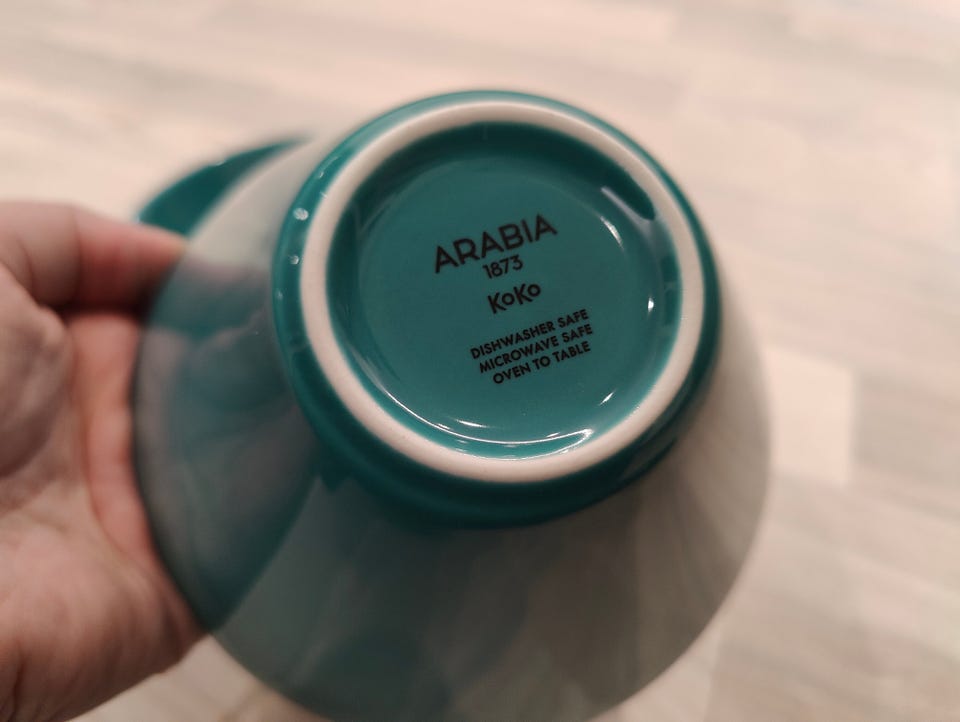 ARABIA
1873
KoKo
DISHWASHER SAFE
MICROWAVE SAFE
OVEN TO TABLE